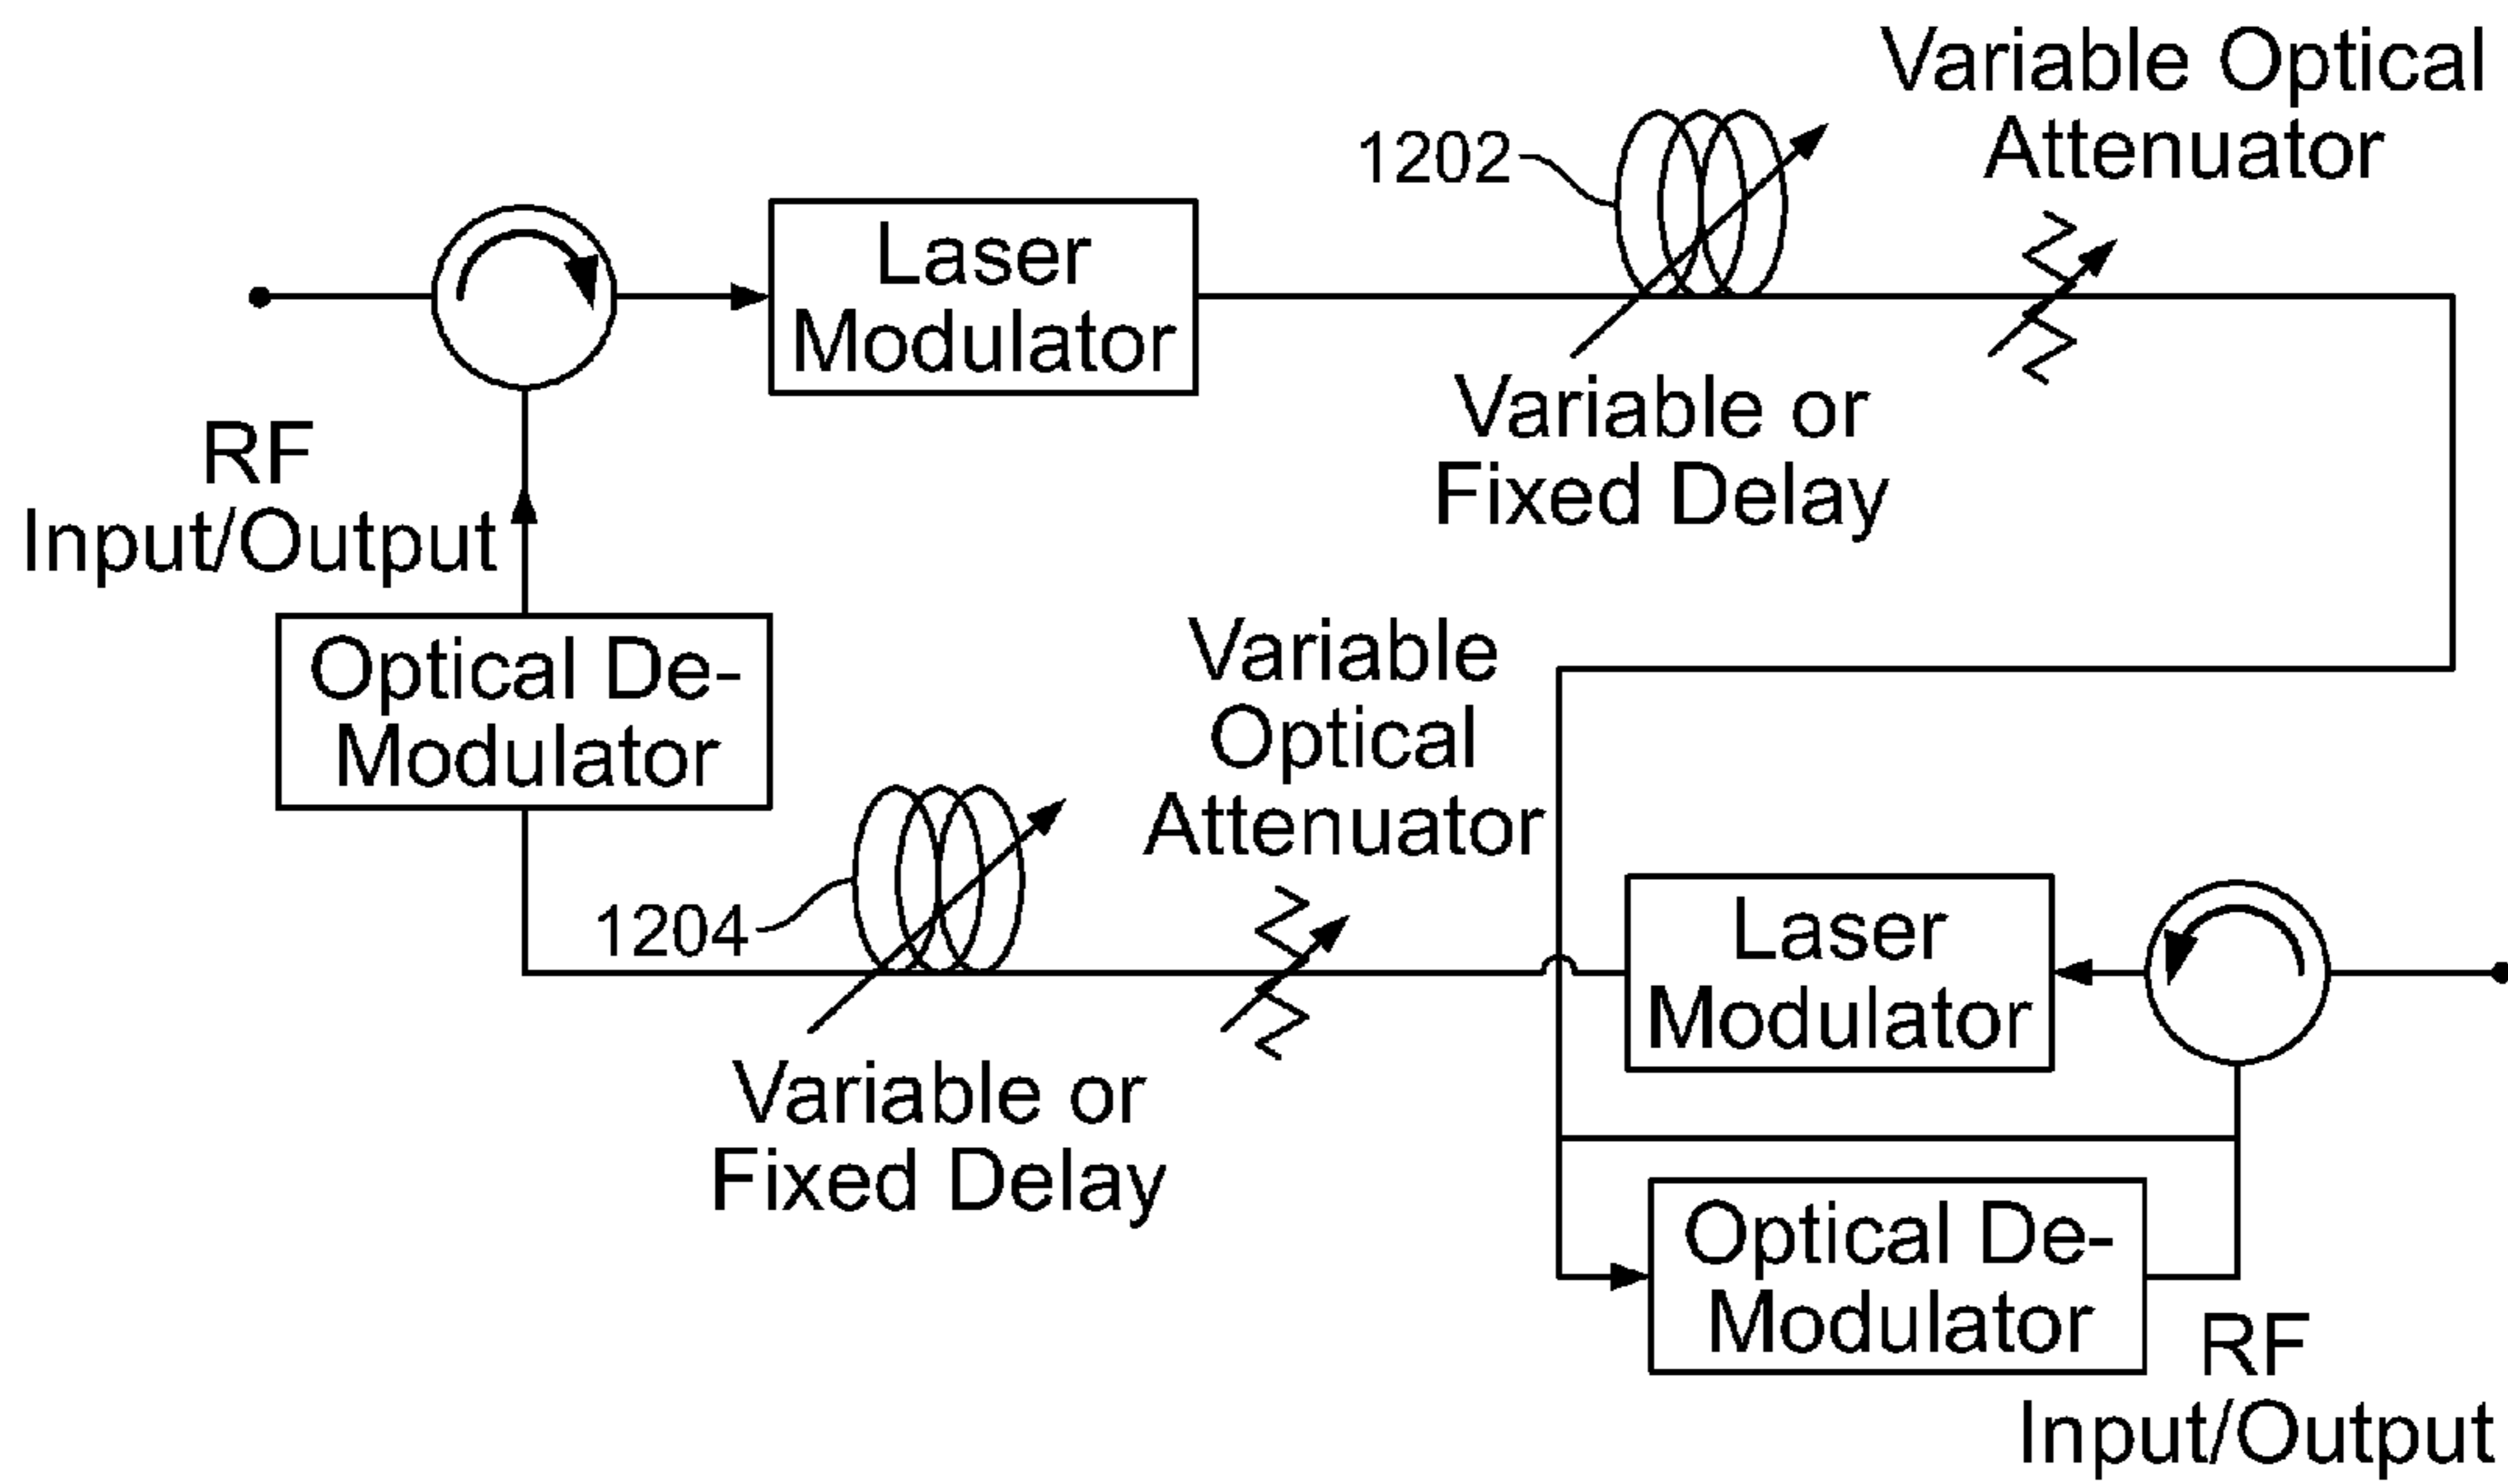 Variable Optical
Attenuator
1202
Laser
Modulator
Variable or
Fixed Delay
RF
Input/Output
Optical De-
Modulator
Variable
Optical
Attenuator
1204
Variable or
Fixed Delay
Laser
Modulator
Optical De-
Modulator
RF
Input/Output